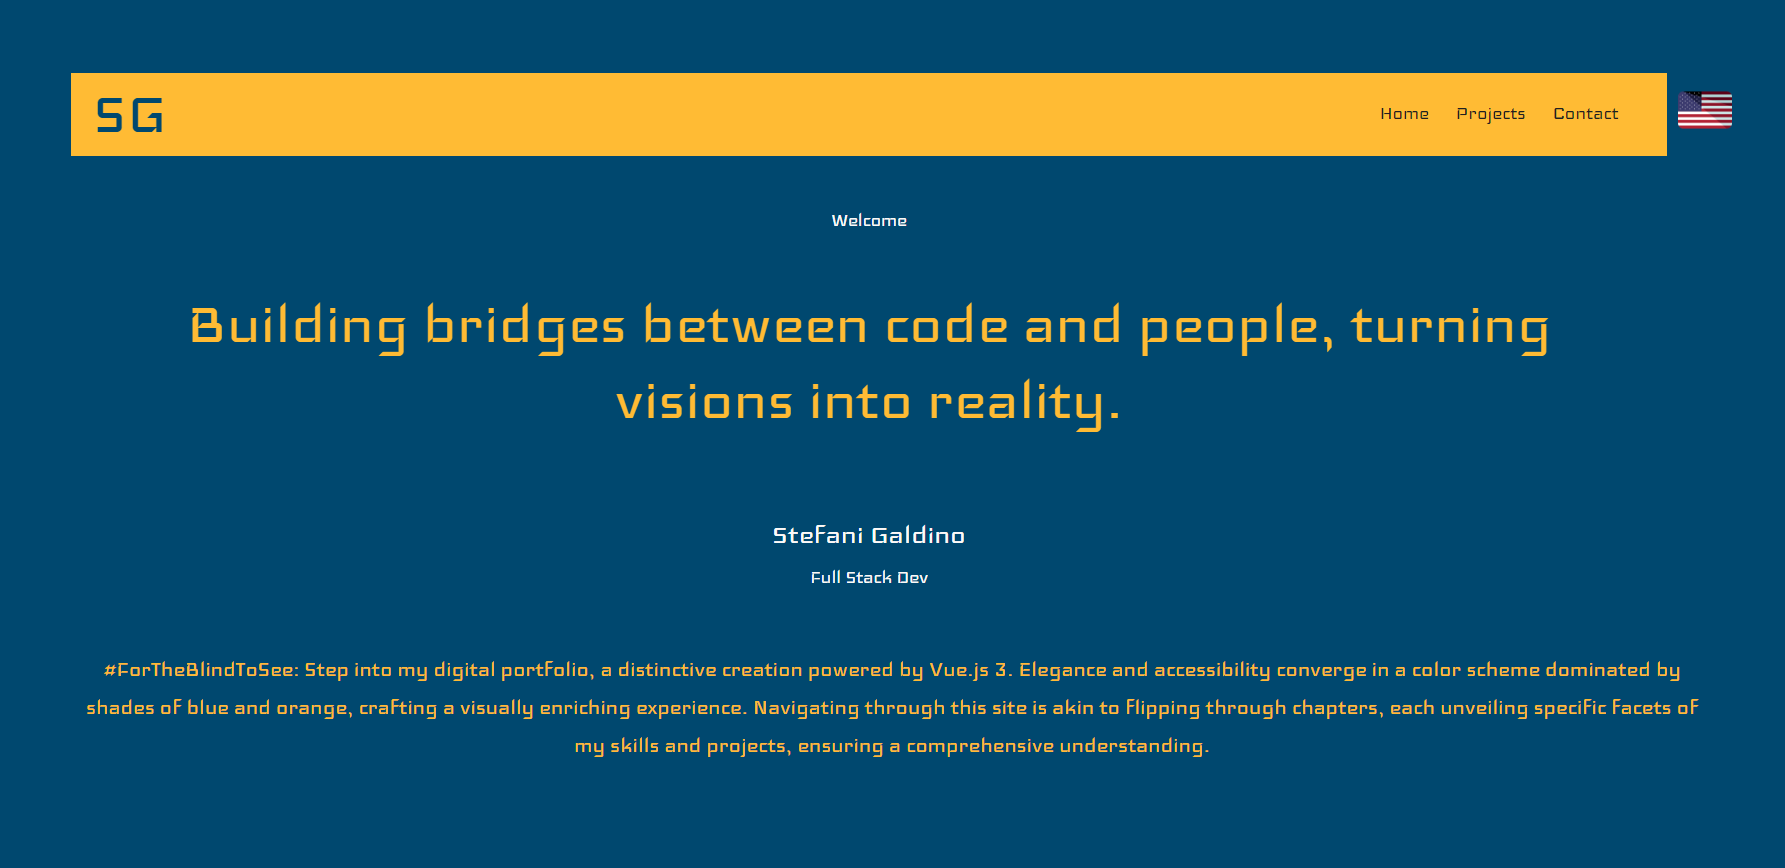 SG
Home Projects Contact
Welcome
Building bridges between code and people, turning
visions into reality.
Stefani Galdino
Full Stack Dev
#ForTheBlindToSee: Step into my digital portfolio, a distinctive creation powered by Vue.js 3. Elegance and accessibility converge in a color scheme dominated by
shades of blue and orange, crafting a visually enriching experience. Navigating through this site is akin to flipping through chapters, each unveiling specific facets of
my skills and projects, ensuring a comprehensive understanding.